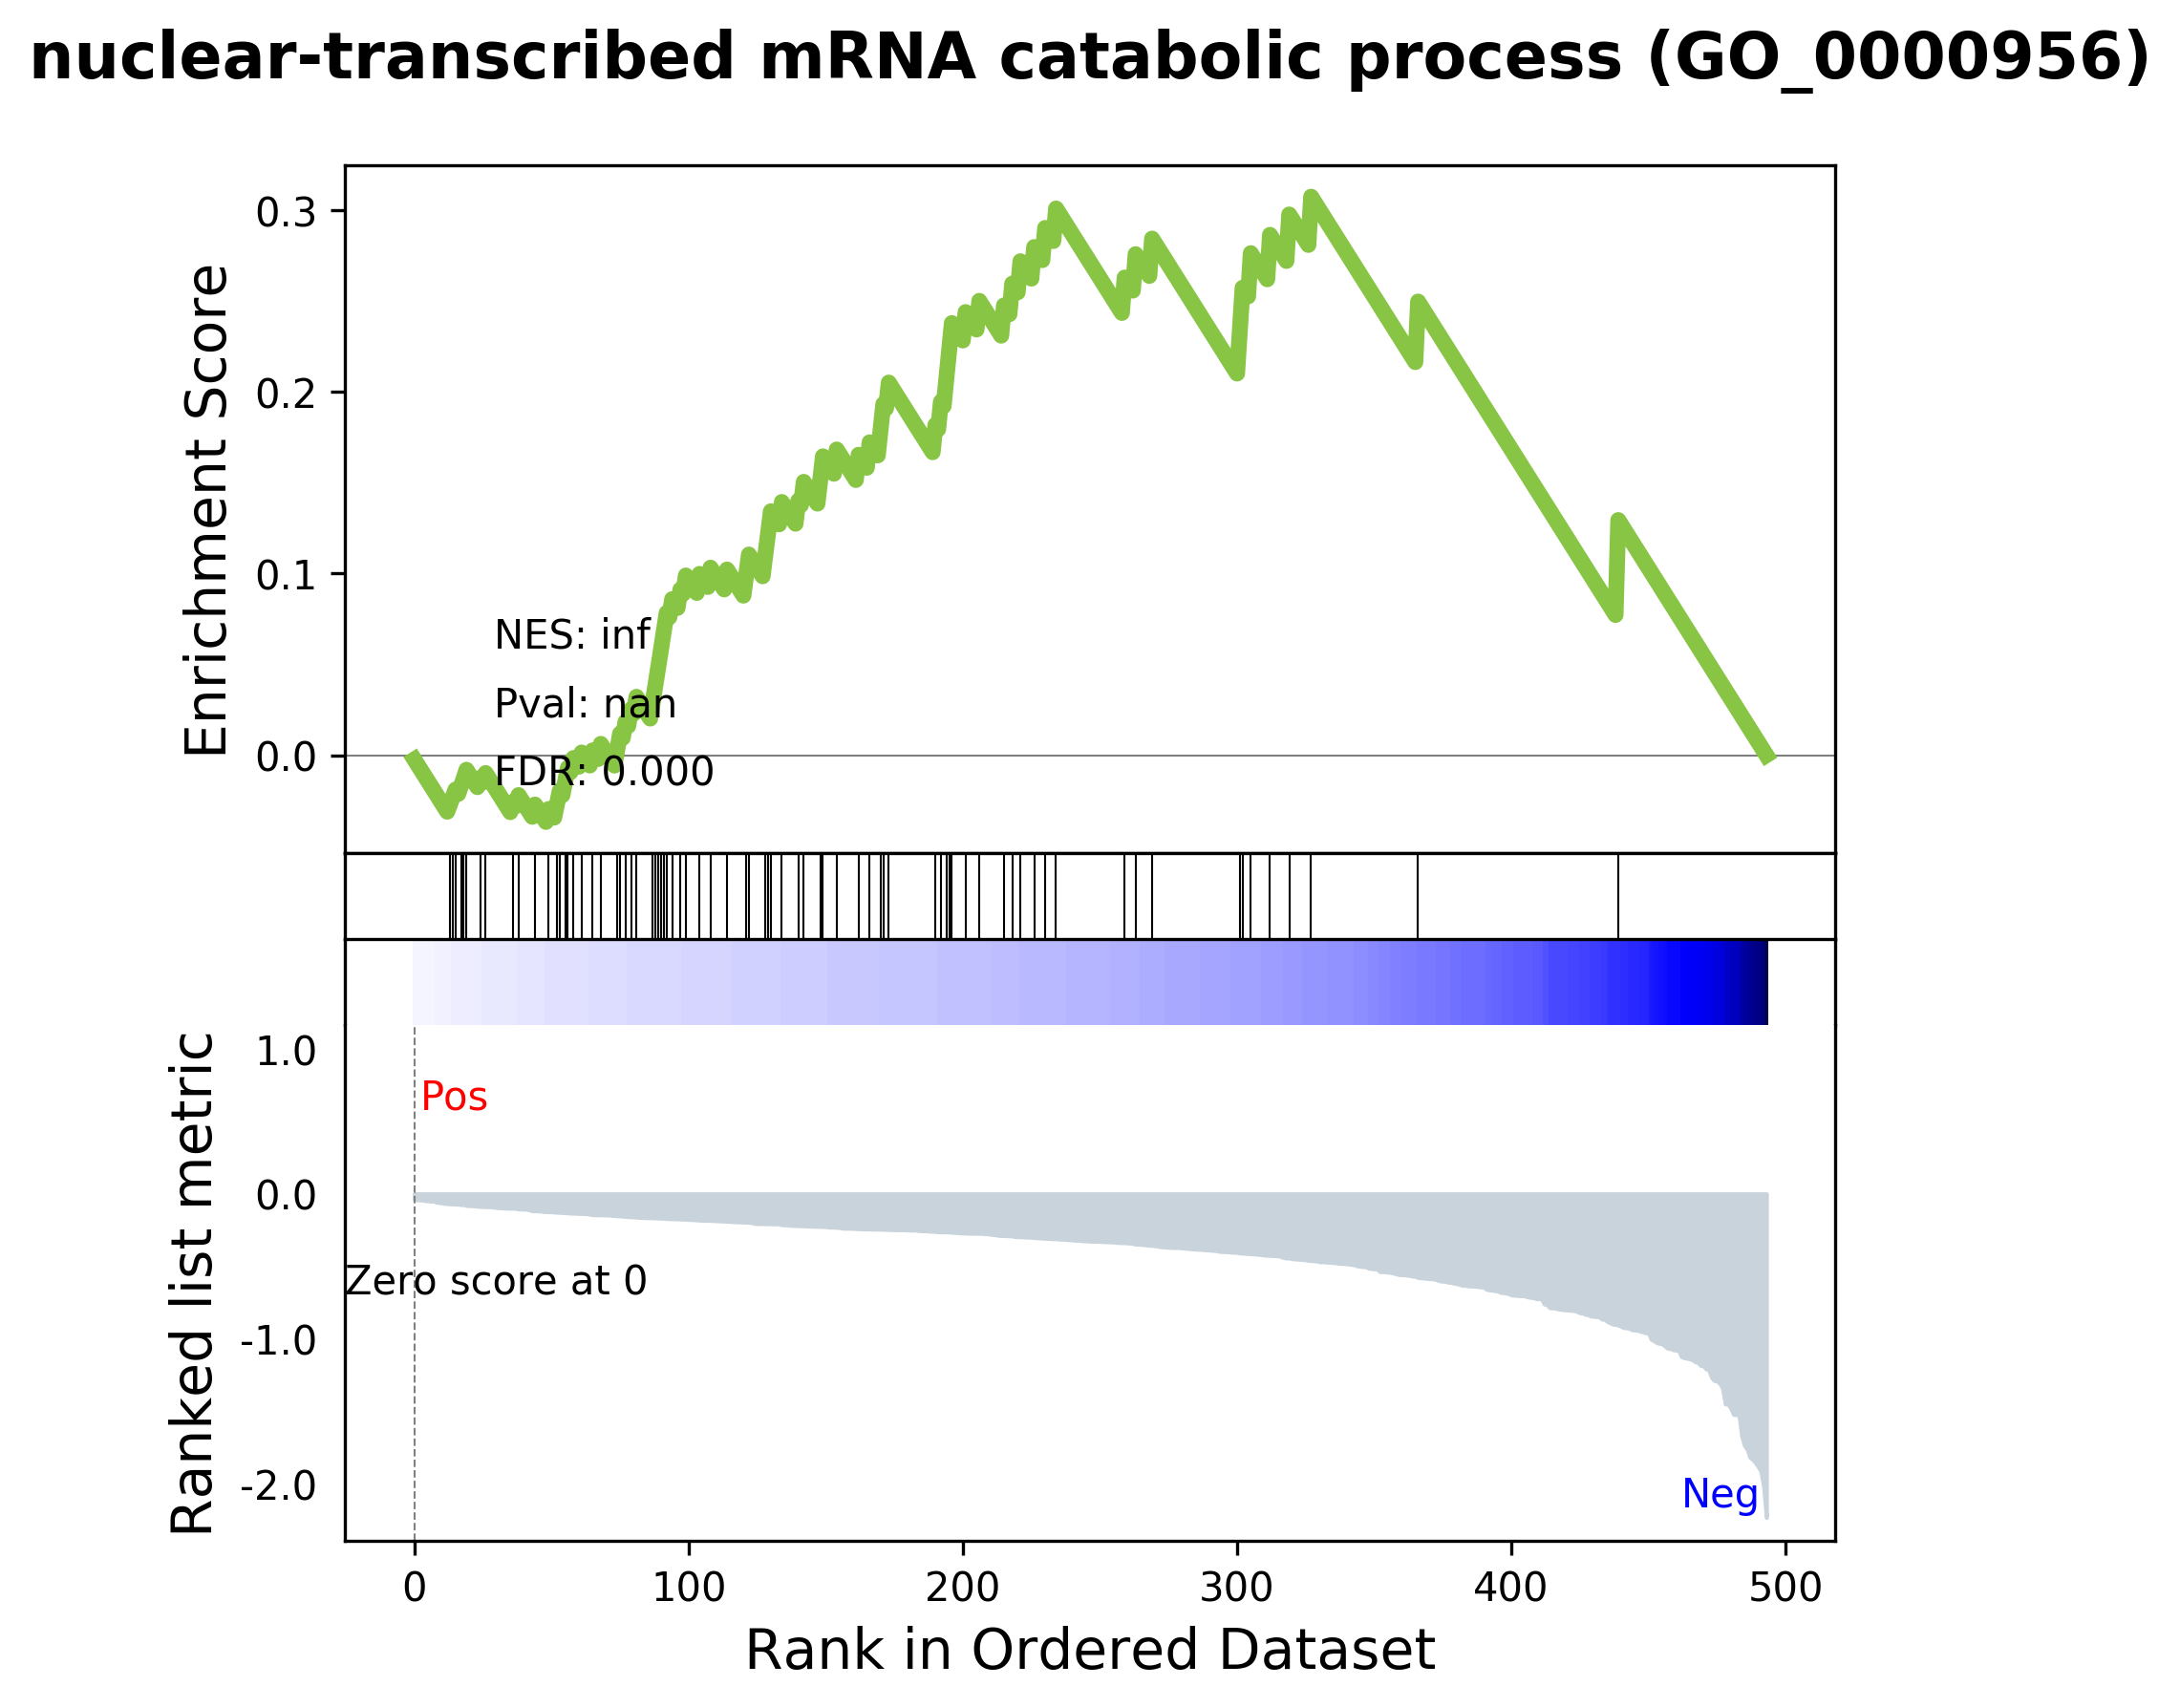 nuclear-transcribed mRNA catabolic process (GO_0000956)
Enrichment Score
0.3
0.2
0.1
0.0
NES: inf
Pval: nan
FDR: 0.000
Ranked list metric
1.0
0.0
-1.0
-2.0
Pos
Zero score at 0
Neg
0 100 200 300 400 500
Rank in Ordered Dataset